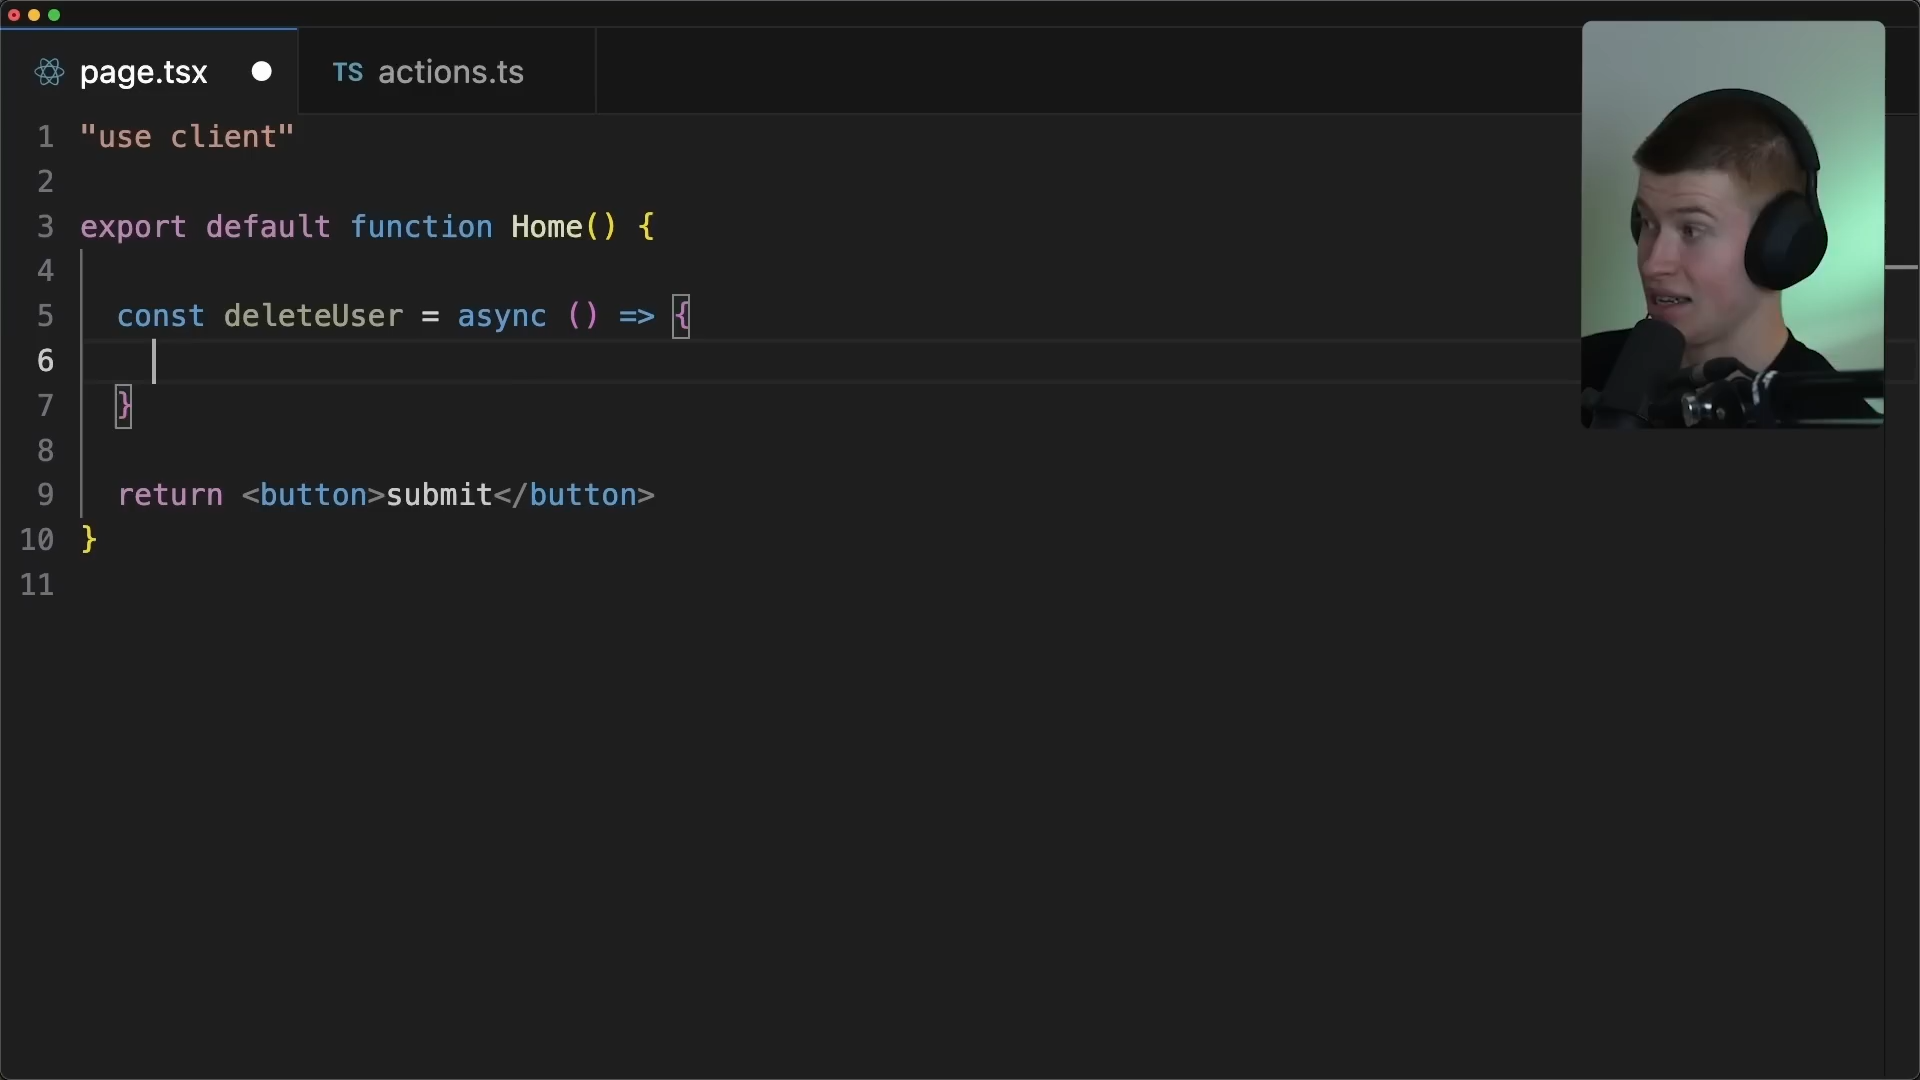 page.tsx
TS actions.ts
1 "use client"
2
3 export default function Home() {
4
5 const deleteUser = async () => {
6
7 }
8
9 return <button>submit</button>
10 }
11